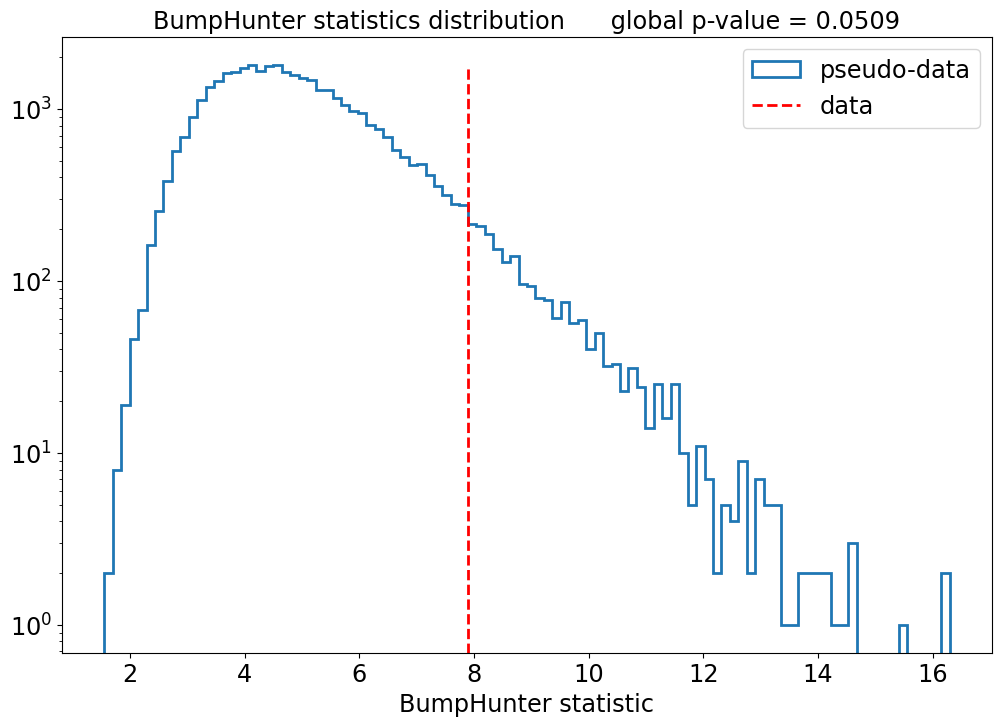 BumpHunter statistics distribution      global p-value = 0.0509
pseudo-data
data
10³
10²
10¹
10⁰
2 4 6 8 10 12 14 16
BumpHunter statistic